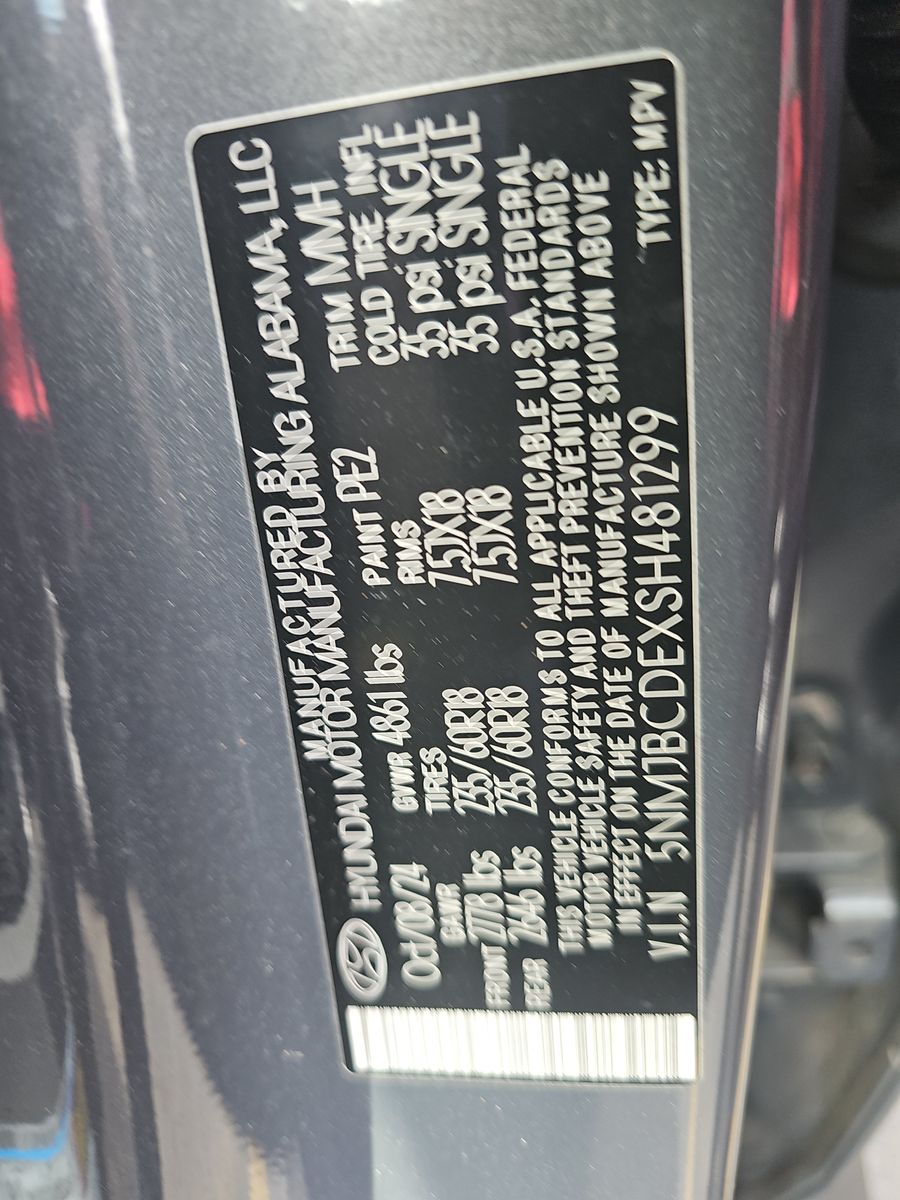 MANUFACTURED BY
HYUNDAI MOTOR MANUFACTURING ALABAMA, LLC
Oct/03/24 GVWR 4861 lbs PAINT PE2 TRIM MMH
GAWR TIRES RIMS COLD TIRE INFL
FRONT 2778 lbs 235/60R18 7.5JX18 35 psi SINGLE
REAR 2646 lbs 235/60R18 7.5JX18 35 psi SINGLE
THIS VEHICLE CONFORMS TO ALL APPLICABLE U.S.A. FEDERAL
MOTOR VEHICLE SAFETY AND THEFT PREVENTION STANDARDS
IN EFFECT ON THE DATE OF MANUFACTURE SHOWN ABOVE
V.I.N 5NMJBCDEXSH481299 TYPE: MPV